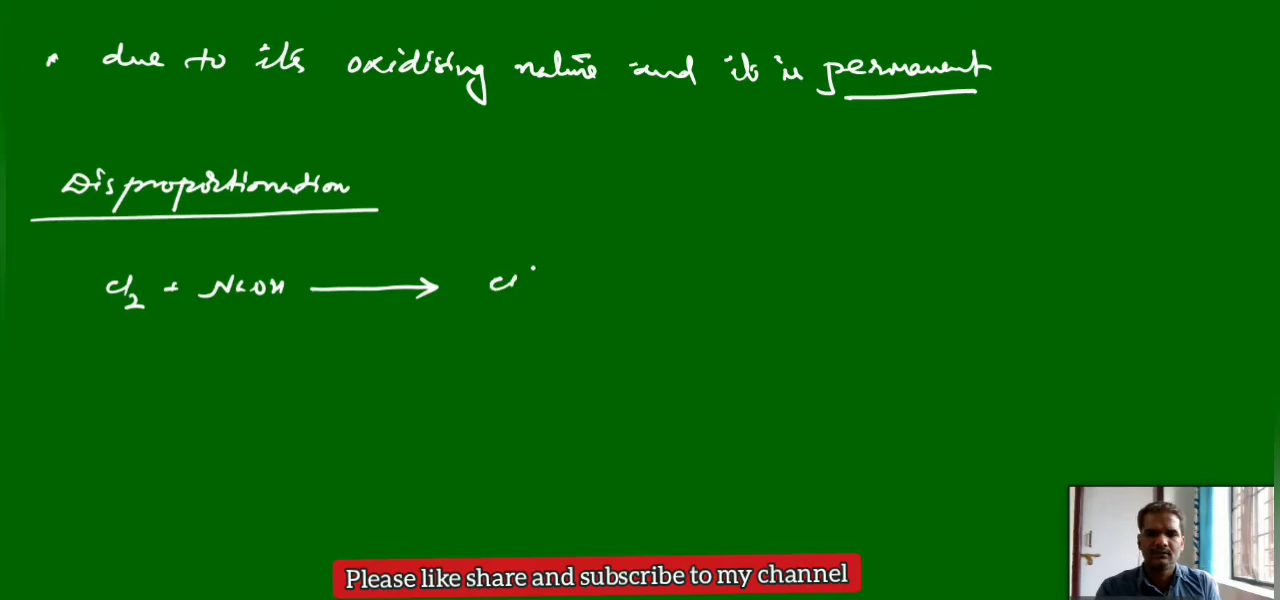 * due to its oxidising nature and it is permanent
Disproportionation
Cl2 + NaOH ⟶ Cl
Please like share and subscribe to my channel